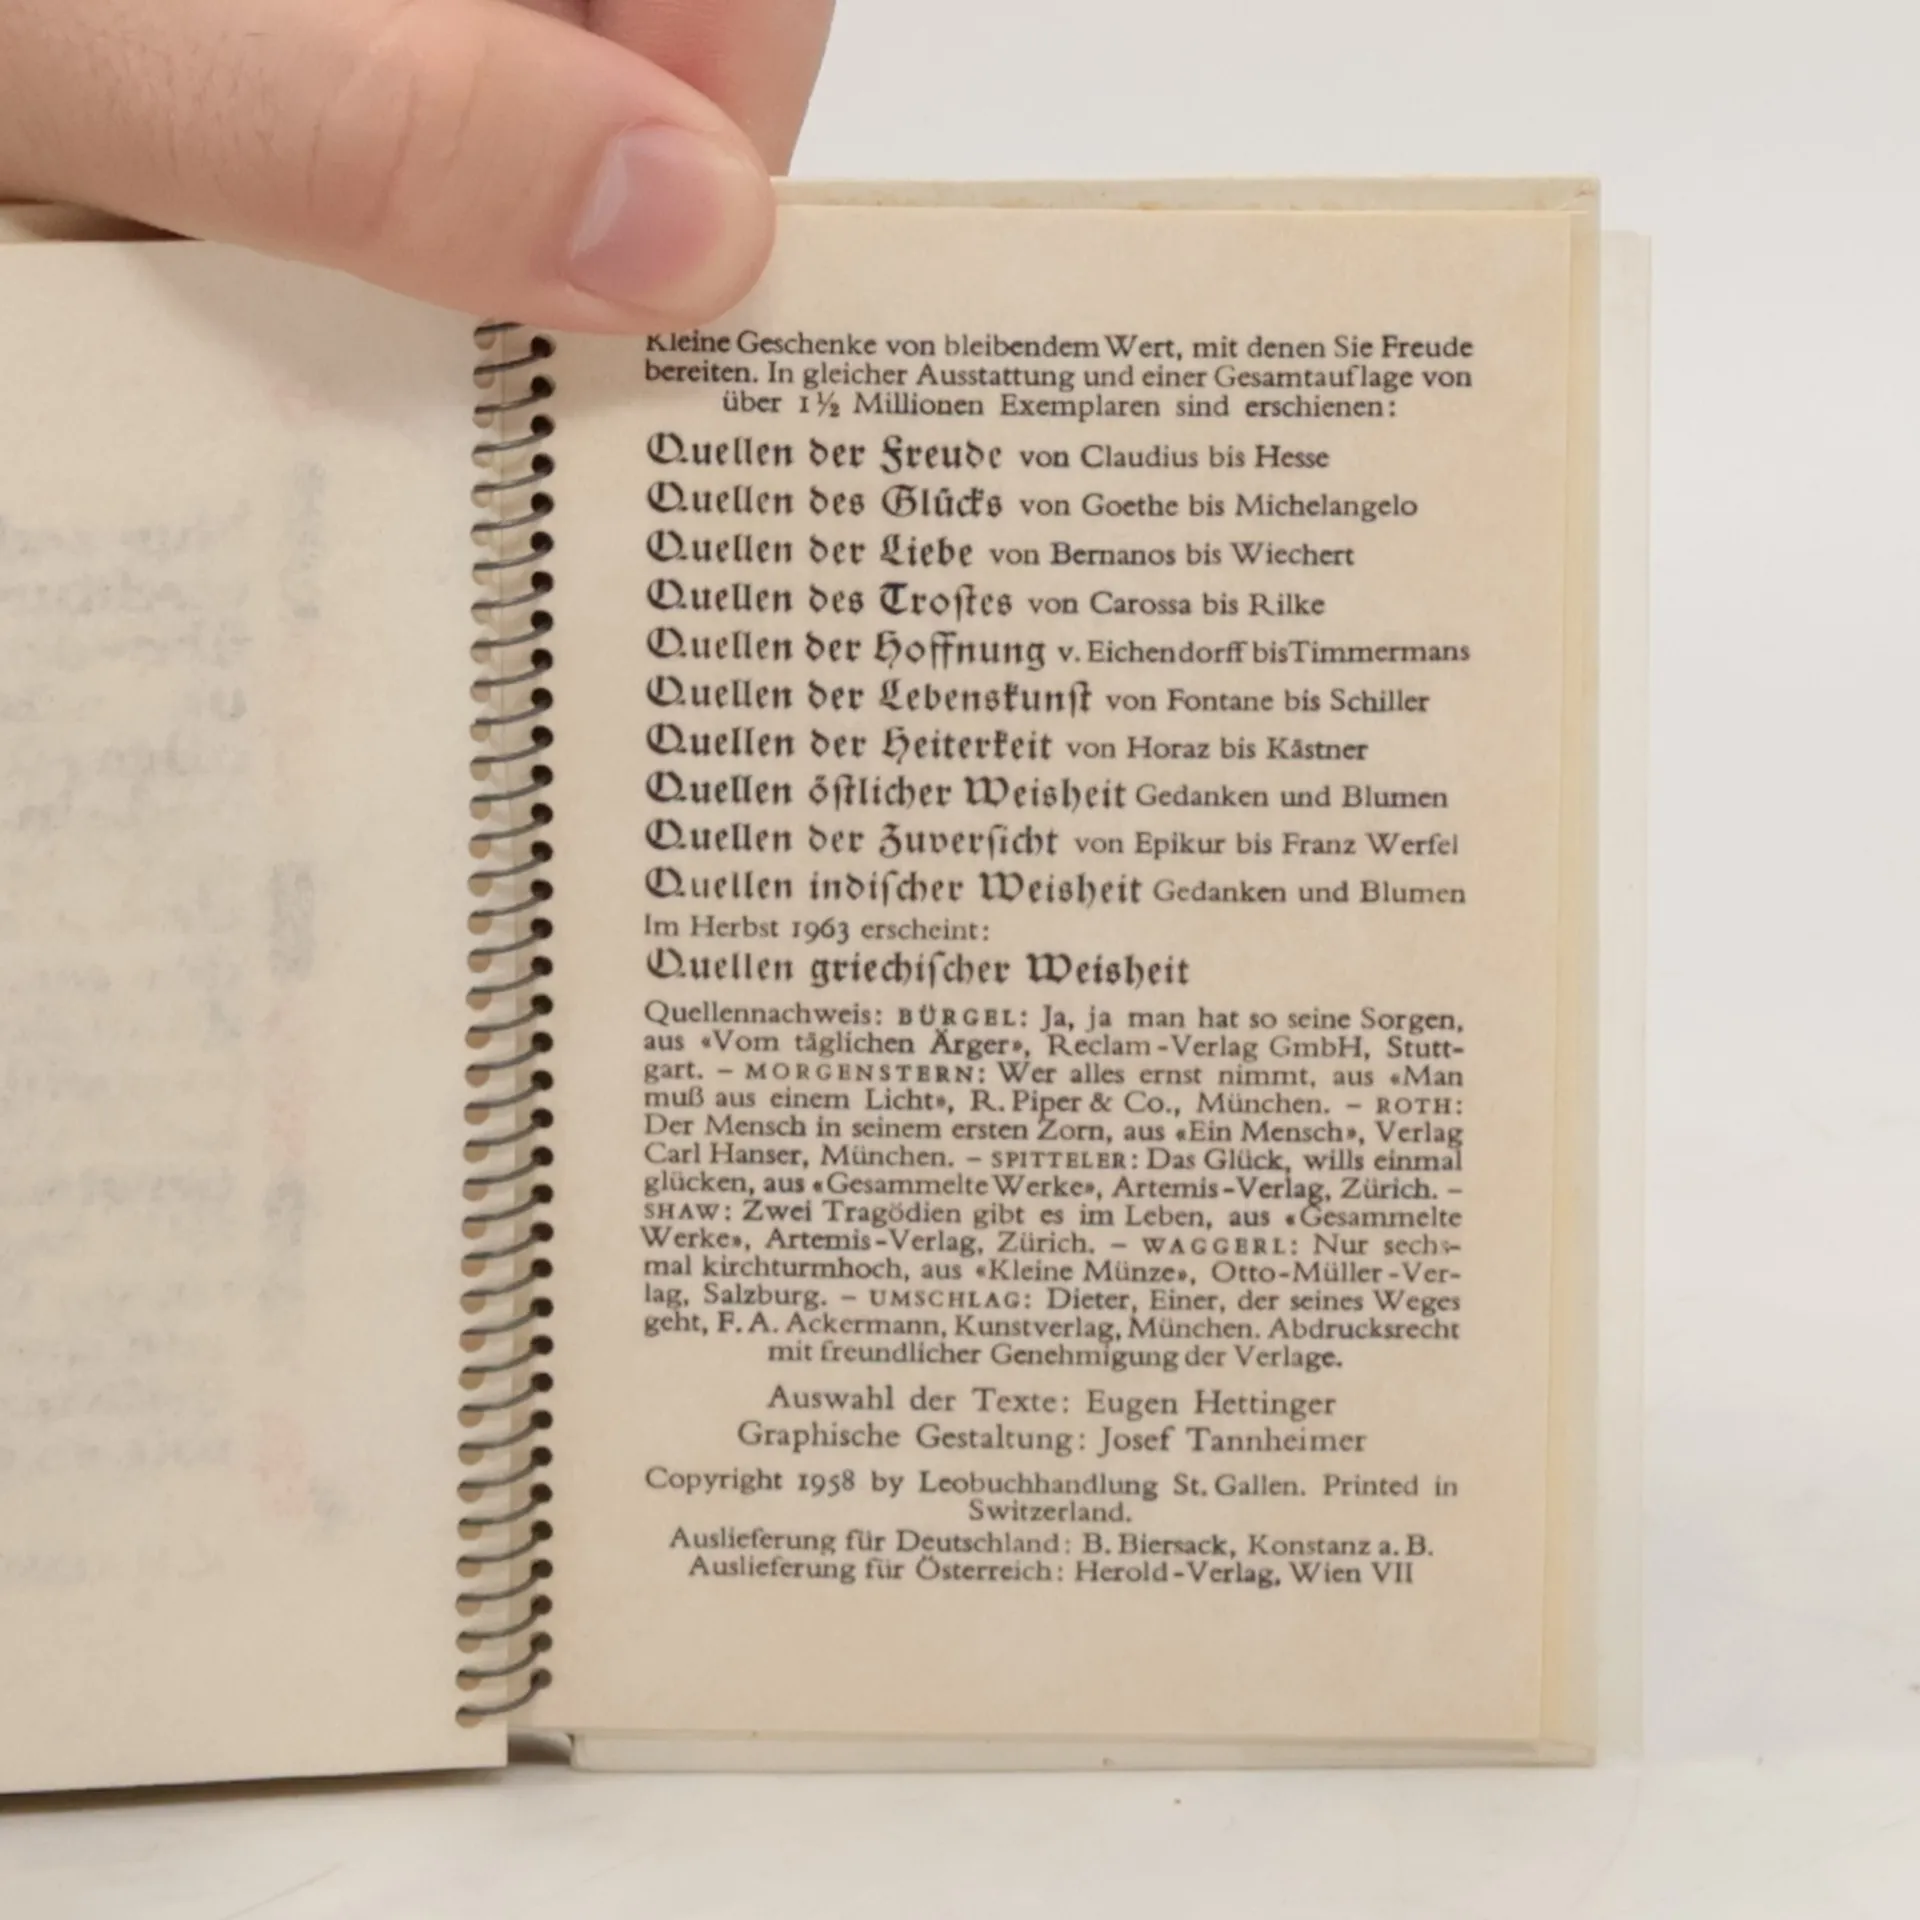 Kleine Geschenke von bleibendem Wert, mit denen Sie Freude
bereiten. In gleicher Ausstattung und einer Gesamtauflage von
über 1½ Millionen Exemplaren sind erschienen:
Quellen der Freude von Claudius bis Hesse
Quellen des Glücks von Goethe bis Michelangelo
Quellen der Liebe von Bernanos bis Wiechert
Quellen des Troſtes von Carossa bis Rilke
Quellen der Hoffnung v. Eichendorff bis Timmermans
Quellen der Lebenskunſt von Fontane bis Schiller
Quellen der Heiterkeit von Horaz bis Kästner
Quellen öſtlicher Weisheit Gedanken und Blumen
Quellen der Zuverſicht von Epikur bis Franz Werfel
Quellen indiſcher Weisheit Gedanken und Blumen
Im Herbst 1963 erscheint:
Quellen griechiſcher Weisheit
Quellennachweis: BÜRGEL: Ja, ja man hat so seine Sorgen,
aus «Vom täglichen Ärger», Reclam-Verlag GmbH, Stutt-
gart. – MORGENSTERN: Wer alles ernst nimmt, aus «Man
muß aus einem Licht», R. Piper & Co., München. – ROTH:
Der Mensch in seinem ersten Zorn, aus «Ein Mensch», Verlag
Carl Hanser, München. – SPITTELER: Das Glück, wills einmal
glücken, aus «Gesammelte Werke», Artemis-Verlag, Zürich. –
SHAW: Zwei Tragödien gibt es im Leben, aus «Gesammelte
Werke», Artemis-Verlag, Zürich. – WAGGERL: Nur sechs-
mal kirchturmhoch, aus «Kleine Münze», Otto-Müller-Ver-
lag, Salzburg. – UMSCHLAG: Dieter, Einer, der seines Weges
geht, F. A. Ackermann, Kunstverlag, München. Abdrucksrecht
mit freundlicher Genehmigung der Verlage.
Auswahl der Texte: Eugen Hettinger
Graphische Gestaltung: Josef Tannheimer
Copyright 1958 by Leobuchhandlung St. Gallen. Printed in
Switzerland.
Auslieferung für Deutschland: B. Biersack, Konstanz a. B.
Auslieferung für Österreich: Herold-Verlag, Wien VII